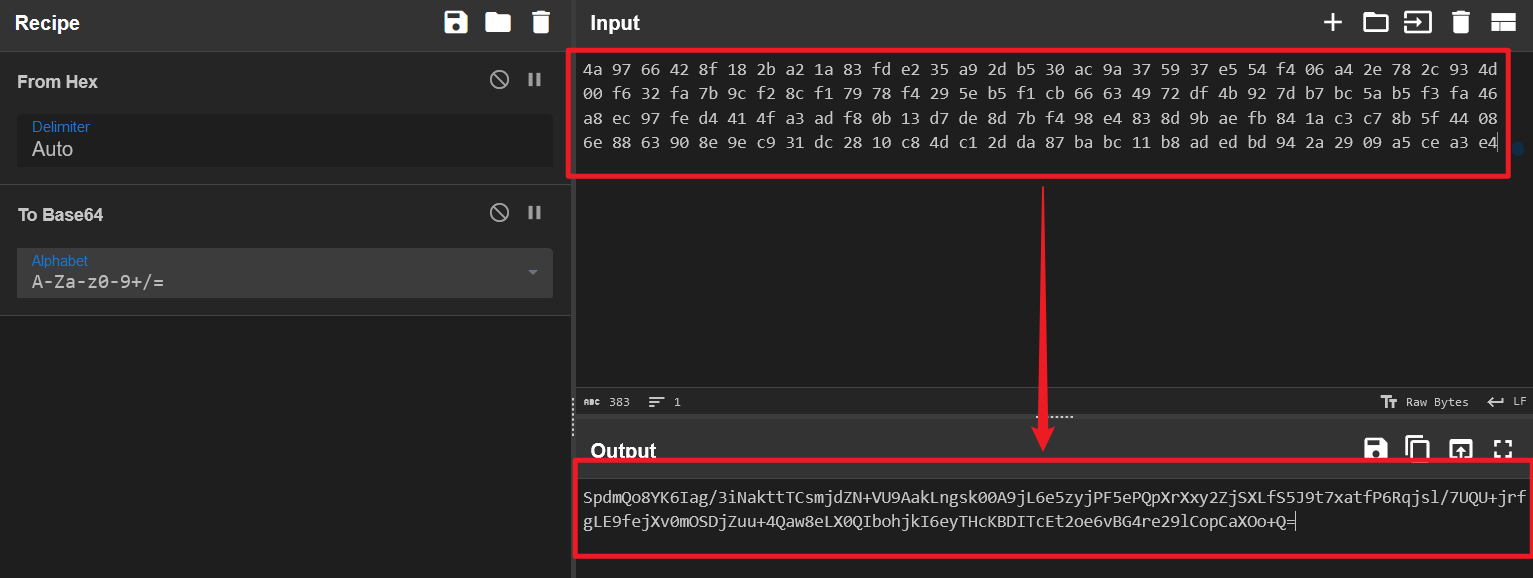 Recipe
Input
From Hex
Delimiter
Auto
To Base64
Alphabet
A-Za-z0-9+/=
4a 97 66 42 8f 18 2b a2 1a 83 fd e2 35 a9 2d b5 30 ac 9a 37 59 37 e5 54 f4 06 a4 2e 78 2c 93 4d
00 f6 32 fa 7b 9c f2 8c f1 79 78 f4 29 5e b5 f1 cb 66 63 49 72 df 4b 92 7d b7 bc 5a b5 f3 fa 46
a8 ec 97 fe d4 41 4f a3 ad f8 0b 13 d7 de 8d 7b f4 98 e4 83 8d 9b ae fb 84 1a c3 c7 8b 5f 44 08
6e 88 63 90 8e 9e c9 31 dc 28 10 c8 4d c1 2d da 87 ba bc 11 b8 ad ed bd 94 2a 29 09 a5 ce a3 e4
ABC 383 1
Raw Bytes LF
Output
SpdmQo8YK6Iag/3iNakttTCsmjdZN+VU9AakLngsk00A9jL6e5zyjPF5ePQpXrXxy2ZjSXLfS5J9t7xatfP6Rqjsl/7UQU+jrf
gLE9fejXv0mOSDjZuu+4Qaw8eLX0QIbohjkI6eyTHcKBDITcEt2oe6vBG4re29lCopCaXOo+Q=